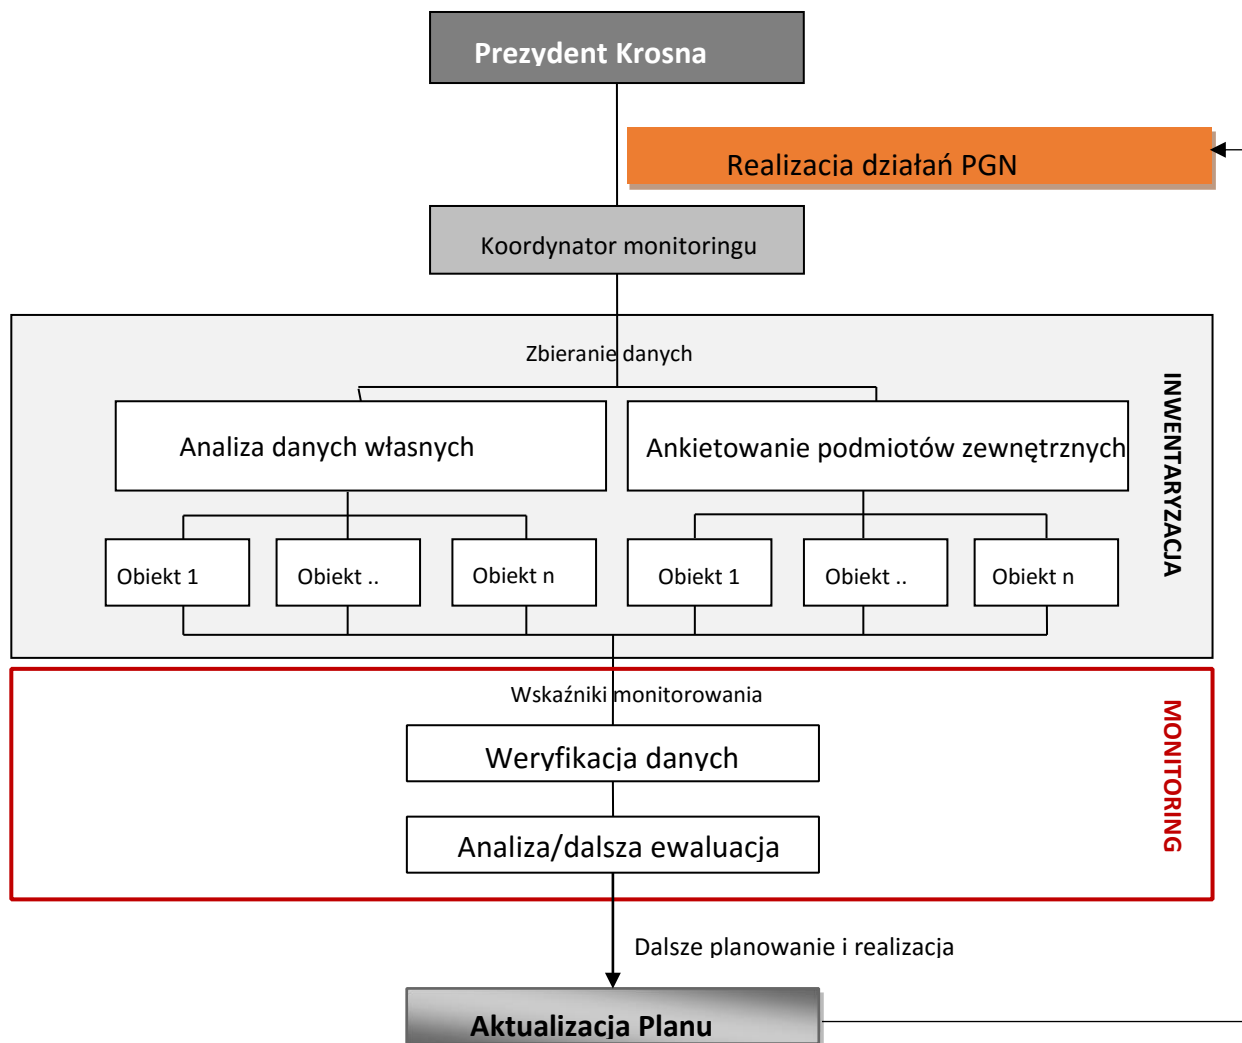 Prezydent Krosna
Realizacja działań PGN
Koordynator monitoringu
Zbieranie danych
INWENTARYZACJA
Analiza danych własnych
Ankietowanie podmiotów zewnętrznych
Obiekt 1
Obiekt ..
Obiekt n
Obiekt 1
Obiekt ..
Obiekt n
Wskaźniki monitorowania
MONITORING
Weryfikacja danych
Analiza/dalsza ewaluacja
Dalsze planowanie i realizacja
Aktualizacja Planu